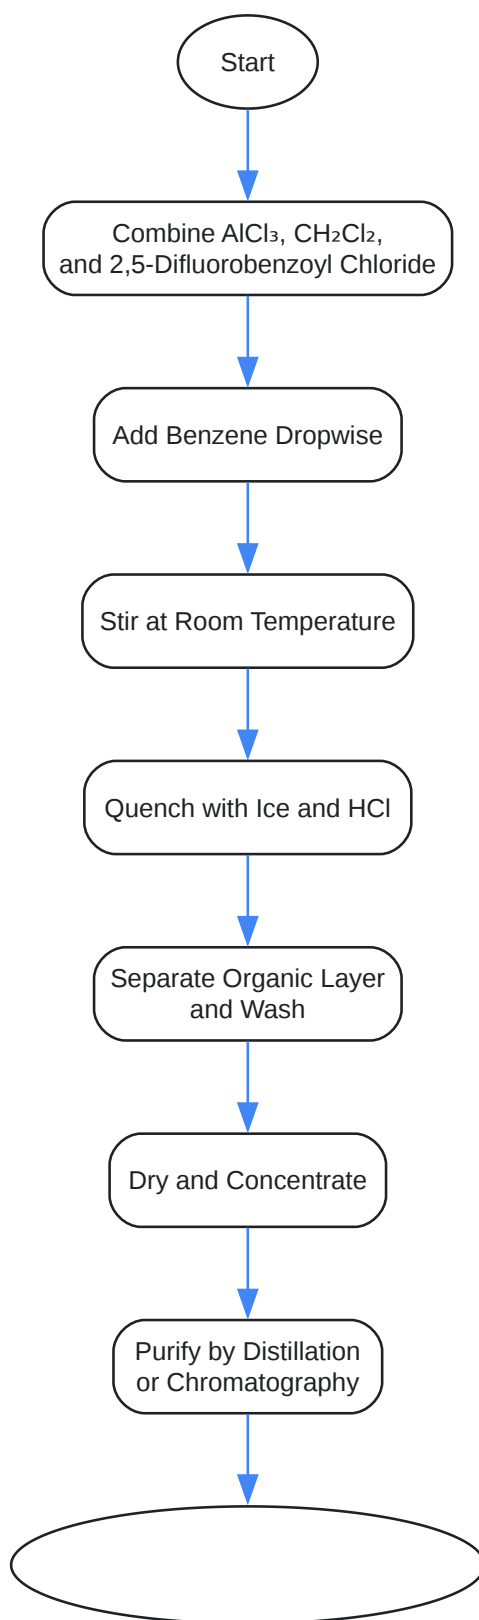 Start
Combine AlCl₃, CH₂Cl₂,
and 2,5-Difluorobenzoyl Chloride
Add Benzene Dropwise
Stir at Room Temperature
Quench with Ice and HCl
Separate Organic Layer
and Wash
Dry and Concentrate
Purify by Distillation
or Chromatography